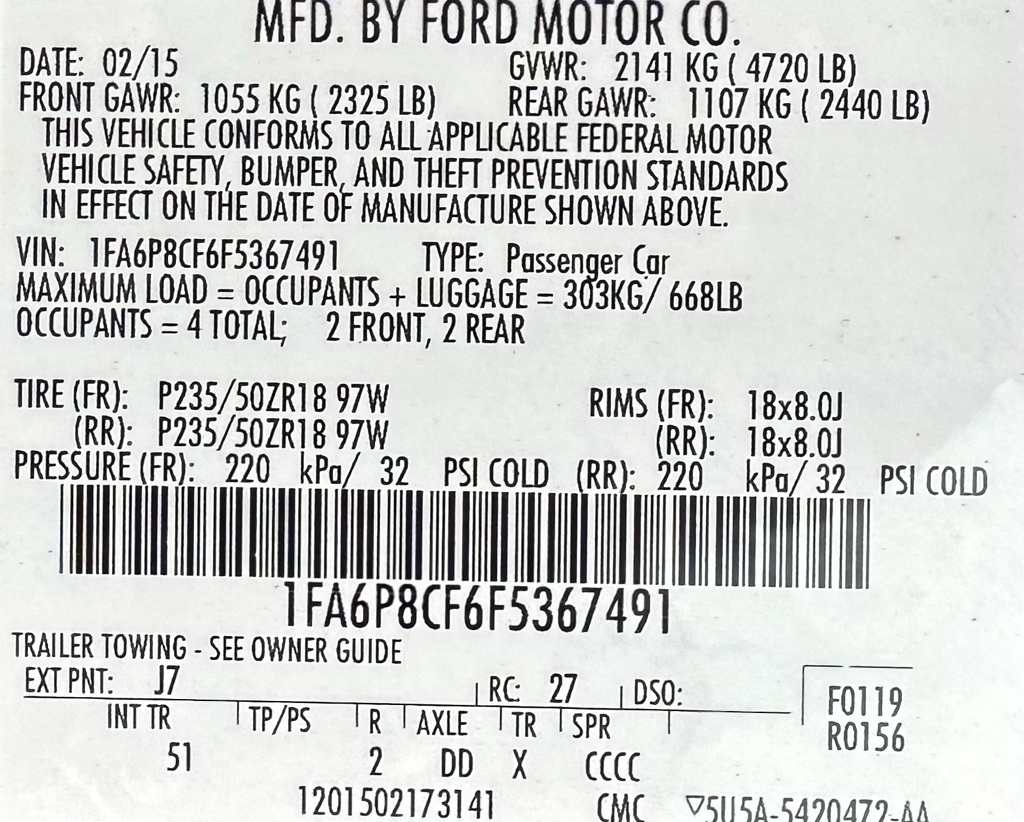 MFD. BY FORD MOTOR CO.
DATE: 02/15 GVWR: 2141 KG ( 4720 LB)
FRONT GAWR: 1055 KG ( 2325 LB) REAR GAWR: 1107 KG ( 2440 LB)
THIS VEHICLE CONFORMS TO ALL APPLICABLE FEDERAL MOTOR
VEHICLE SAFETY, BUMPER, AND THEFT PREVENTION STANDARDS
IN EFFECT ON THE DATE OF MANUFACTURE SHOWN ABOVE.
VIN: 1FA6P8CF6F5367491 TYPE: Passenger Car
MAXIMUM LOAD = OCCUPANTS + LUGGAGE = 303KG/ 668LB
OCCUPANTS = 4 TOTAL; 2 FRONT, 2 REAR
TIRE (FR): P235/50ZR18 97W RIMS (FR): 18x8.0J
(RR): P235/50ZR18 97W (RR): 18x8.0J
PRESSURE (FR): 220 kPa/ 32 PSI COLD (RR): 220 kPa/ 32 PSI COLD
1FA6P8CF6F5367491
TRAILER TOWING - SEE OWNER GUIDE
EXT PNT: J7 RC: 27 DSO: F0119
INT TR TP/PS R AXLE TR SPR R0156
51 2 DD X CCCC
1201502173141 CMC ▽5U5A-5420472-AA